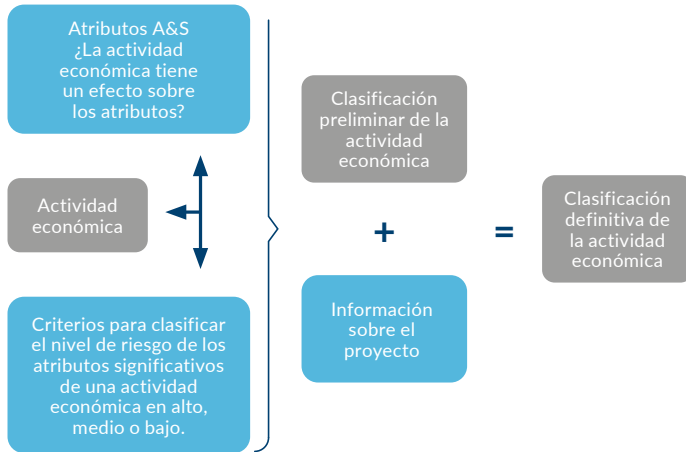 Atributos A&S
¿La actividad
económica tiene
un efecto sobre
los atributos?
Actividad
económica
Criterios para clasificar
el nivel de riesgo de los
atributos significativos
de una actividad
económica en alto,
medio o bajo.
Clasificación
preliminar de la
actividad
económica
+
Información
sobre el
proyecto
=
Clasificación
definitiva de
la actividad
económica